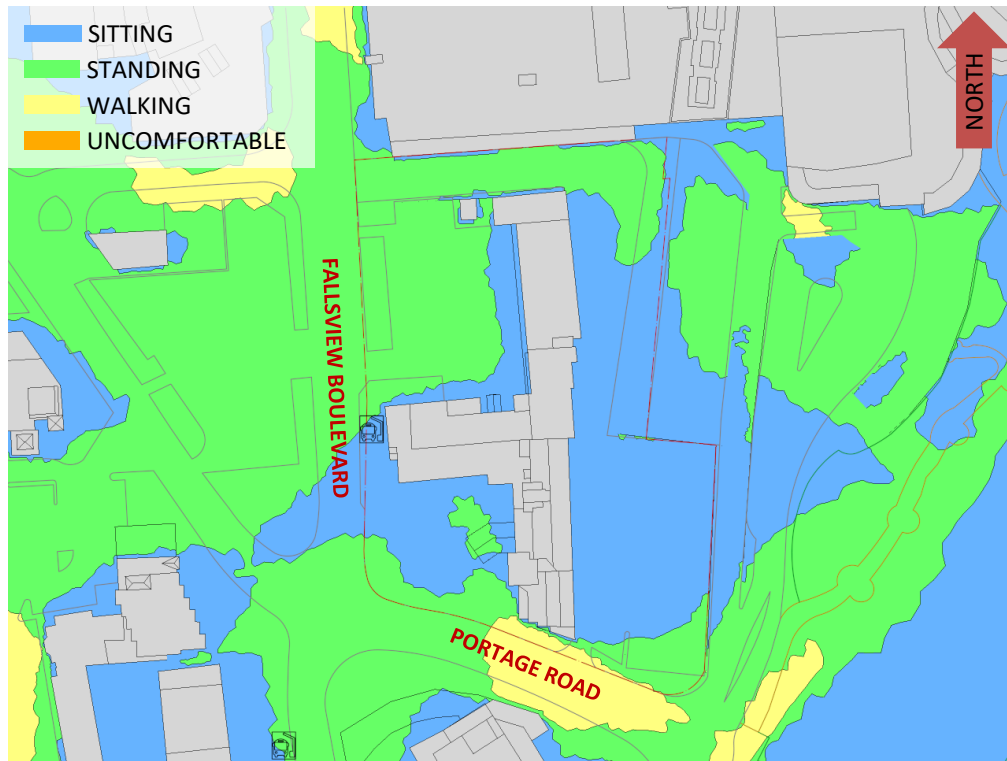 SITTING
STANDING
WALKING
UNCOMFORTABLE
NORTH
FALLSVIEW BOULEVARD
PORTAGE ROAD